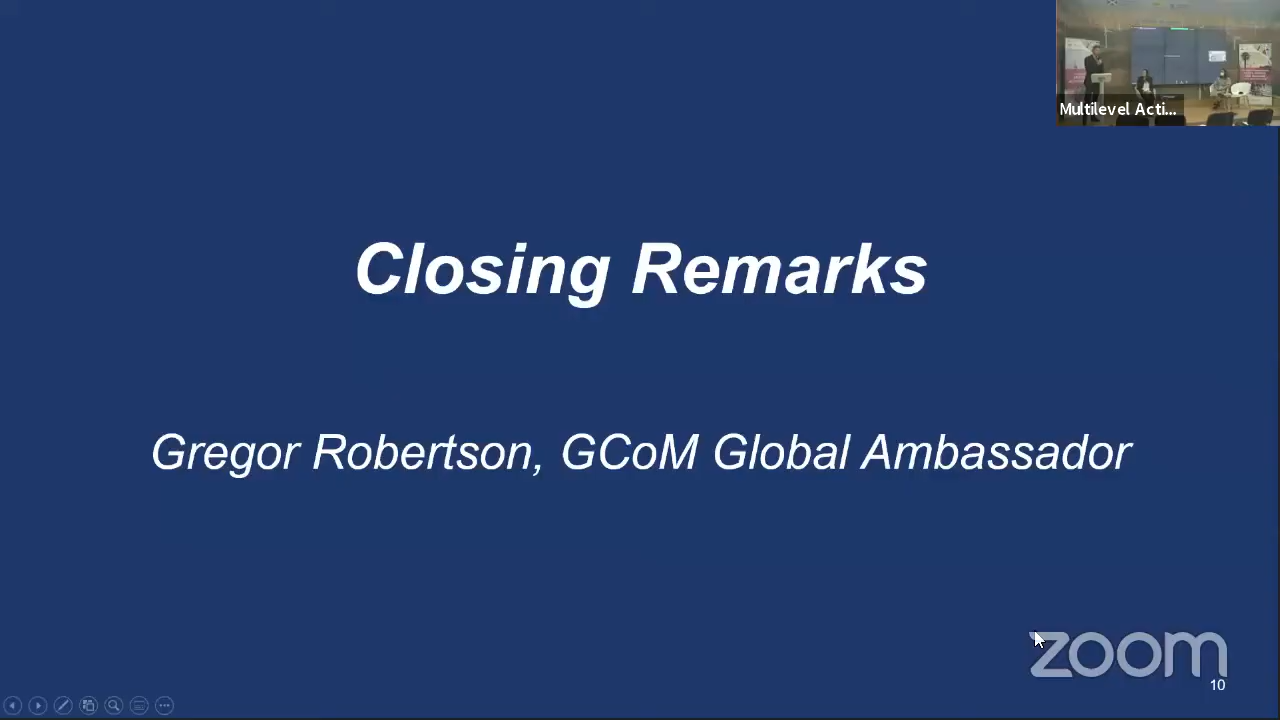 Multilevel Acti...
Closing Remarks
Gregor Robertson, GCoM Global Ambassador
zoom
10